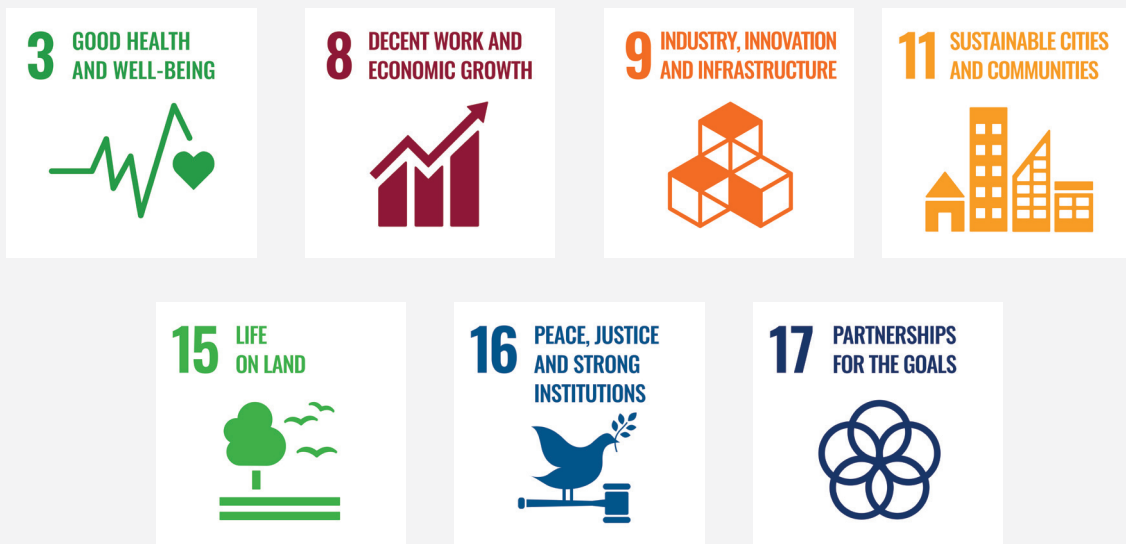 3 GOOD HEALTH
AND WELL-BEING
8 DECENT WORK AND
ECONOMIC GROWTH
9 INDUSTRY, INNOVATION
AND INFRASTRUCTURE
11 SUSTAINABLE CITIES
AND COMMUNITIES
15 LIFE
ON LAND
16 PEACE, JUSTICE
AND STRONG
INSTITUTIONS
17 PARTNERSHIPS
FOR THE GOALS